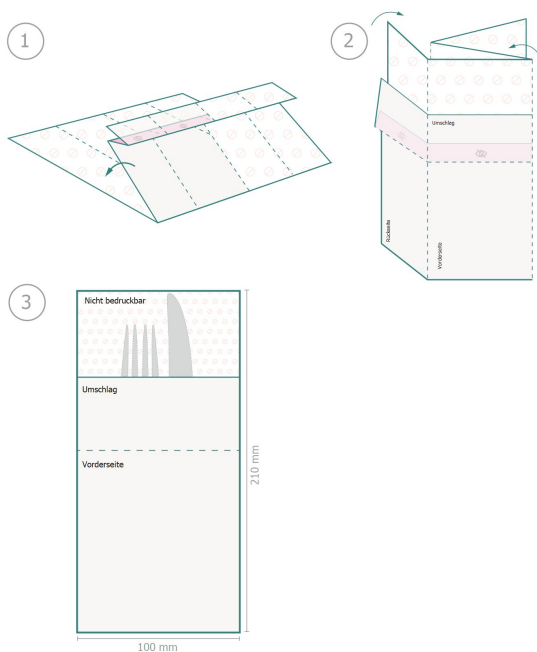 1
2
Umschlag
Rückseite
Vorderseite
3
Nicht bedruckbar
Umschlag
Vorderseite
210 mm
100 mm